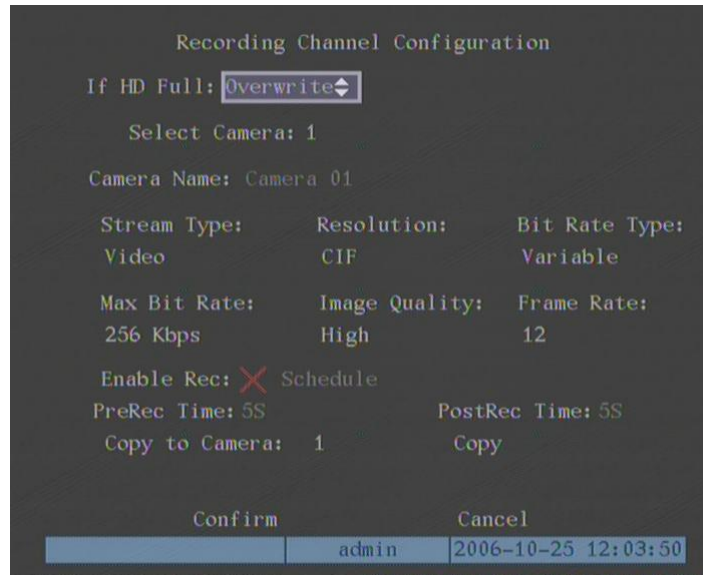 Recording Channel Configuration
If HD Full: Overwrite
Select Camera: 1
Camera Name: Camera 01
Stream Type: Resolution: Bit Rate Type:
Video CIF Variable
Max Bit Rate: Image Quality: Frame Rate:
256 Kbps High 12
Enable Rec: Schedule
PreRec Time: 5S PostRec Time: 5S
Copy to Camera: 1 Copy
Confirm Cancel
admin 2006-10-25 12:03:50